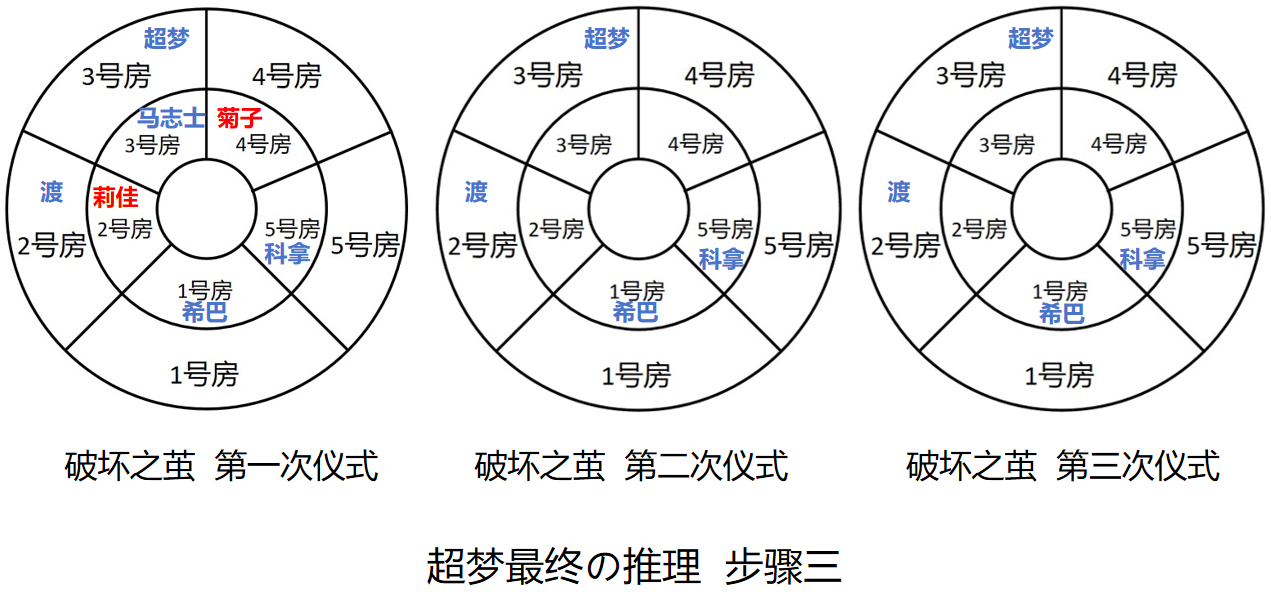 超梦
3号房
4号房
马志士
菊子
3号房
4号房
渡
莉佳
2号房
2号房
5号房
科拿
5号房
1号房
希巴
1号房
破坏之茧 第一次仪式
超梦
3号房
4号房
3号房
4号房
渡
2号房
2号房
5号房
科拿
5号房
1号房
希巴
1号房
破坏之茧 第二次仪式
超梦
3号房
4号房
3号房
4号房
渡
2号房
2号房
5号房
科拿
5号房
1号房
希巴
1号房
破坏之茧 第三次仪式
超梦最终の推理 步骤三